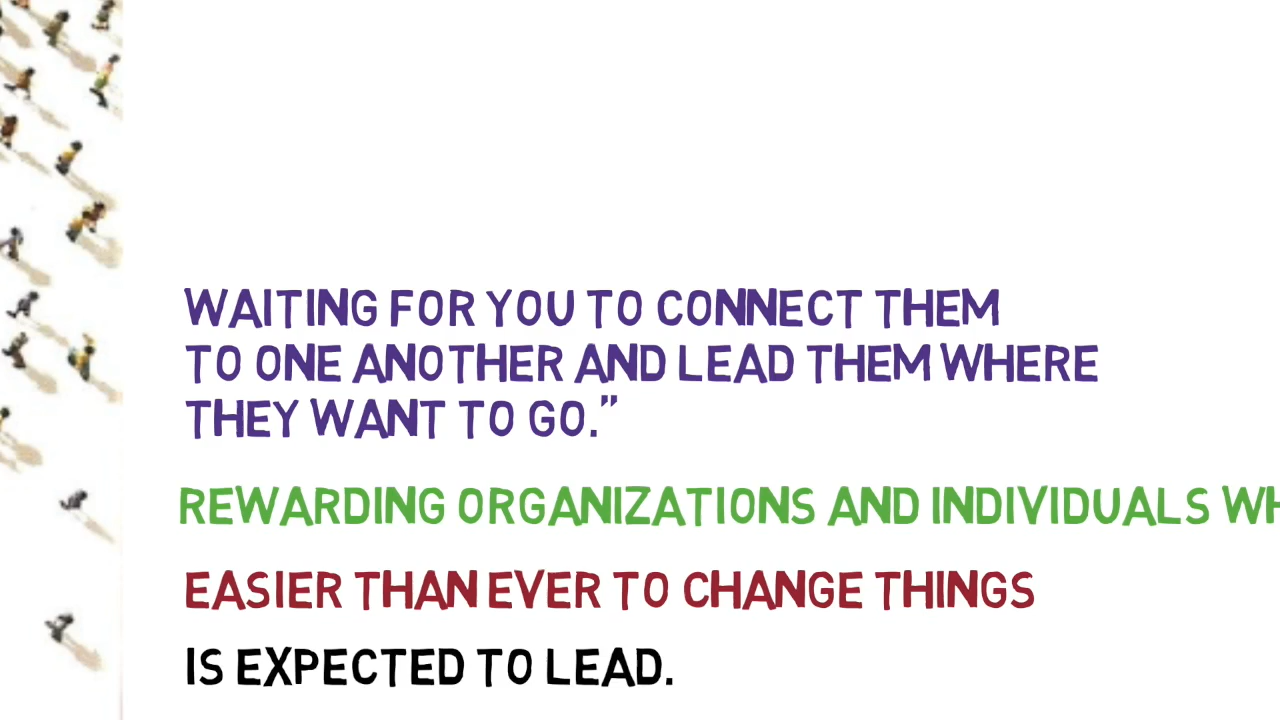 WAITING FOR YOU TO CONNECT THEM
TO ONE ANOTHER AND LEAD THEM WHERE
THEY WANT TO GO.”
REWARDING ORGANIZATIONS AND INDIVIDUALS
EASIER THAN EVER TO CHANGE THINGS
IS EXPECTED TO LEAD.